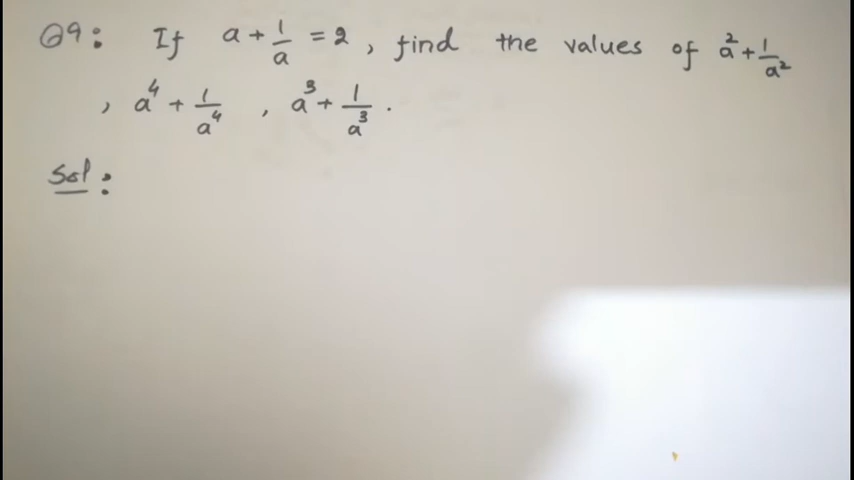 Q9: If a + 1/a = 2, find the values of a² + 1/a²
, a⁴ + 1/a⁴ , a³ + 1/a³ .
Sol: